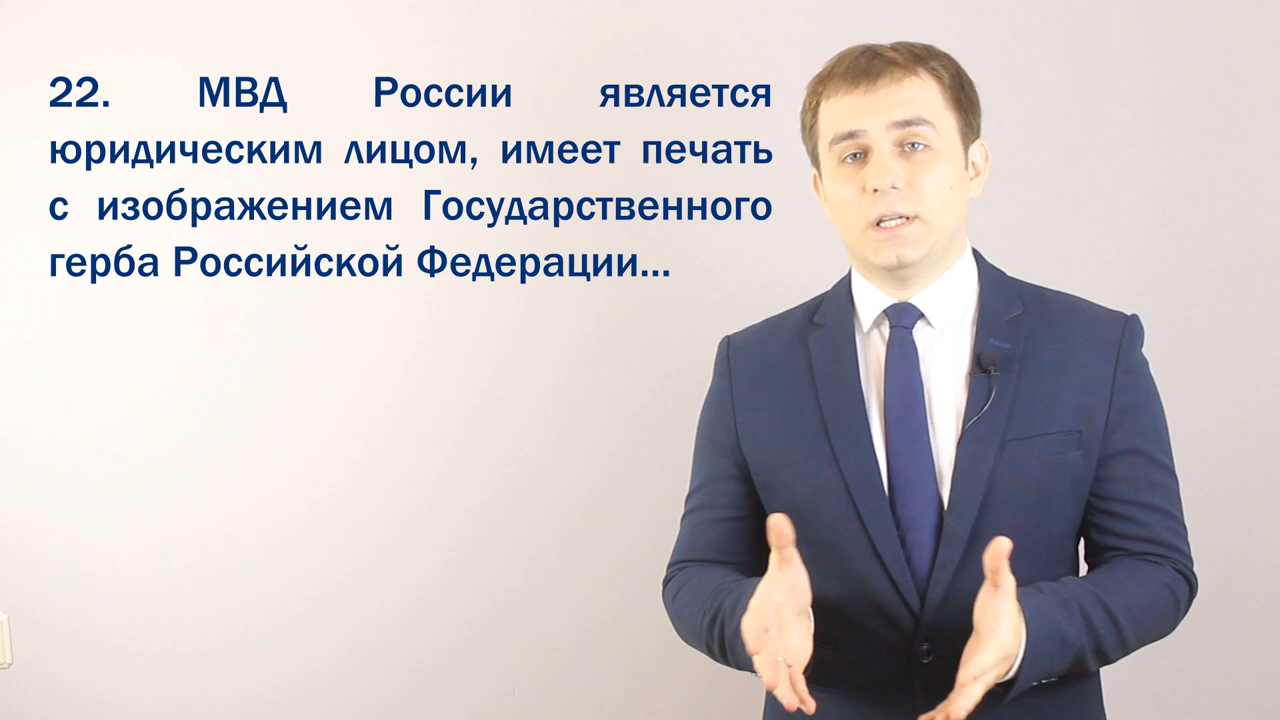 22. МВД России является
юридическим лицом, имеет печать
с изображением Государственного
герба Российской Федерации...